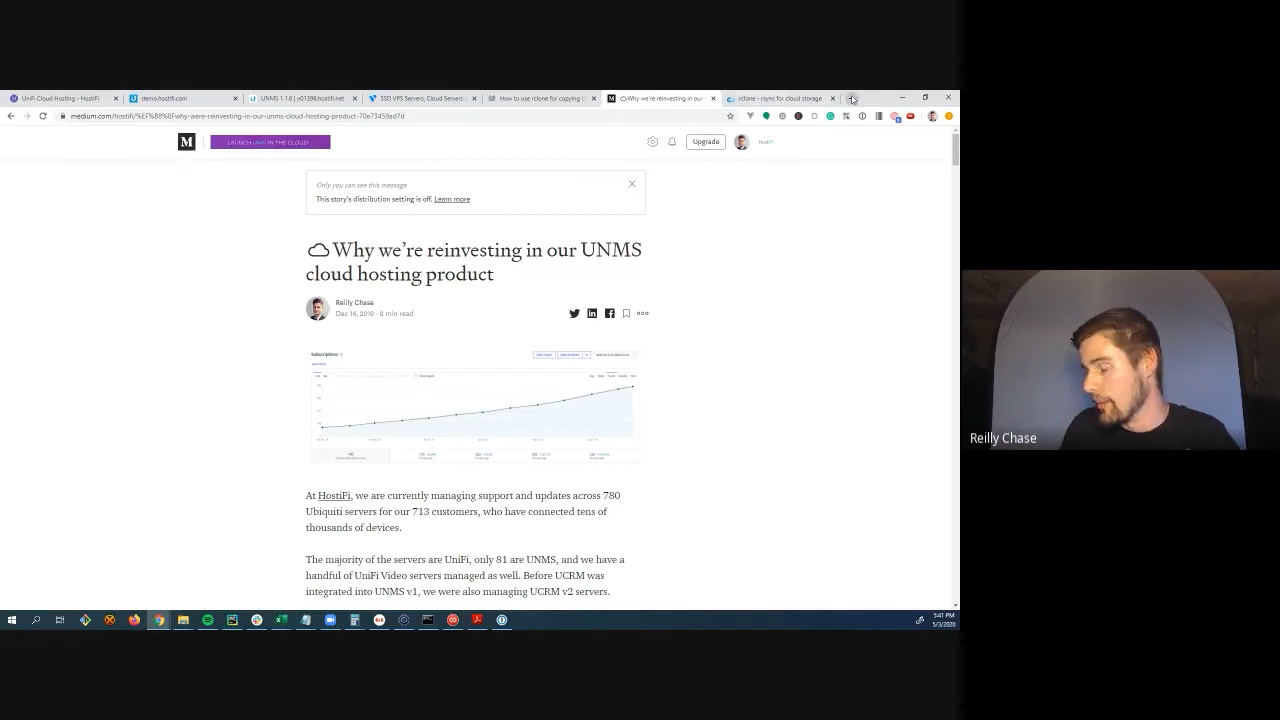 UniFi Cloud Hosting - HostiFi
demo.hostifi.com
UNMS 1.1.6 | n01396.hostifi.net
SSD VPS Servers, Cloud Servers
How to use rclone for copying
Why we're reinvesting in our
rclone - rsync for cloud storage
medium.com/hostifi/%EF%B8%8Fwhy-were-reinvesting-in-our-unms-cloud-hosting-product-70e73459ad7d
M
LAUNCH IN THE CLOUD!
Upgrade
HostiFi
Only you can see this message
This story's distribution setting is off. Learn more
Why we're reinvesting in our UNMS
cloud hosting product
Reilly Chase
Dec 16, 2019 · 8 min read
Subscriptions
At HostiFi, we are currently managing support and updates across 780
Ubiquiti servers for our 713 customers, who have connected tens of
thousands of devices.
The majority of the servers are UniFi, only 81 are UNMS, and we have a
handful of UniFi Video servers managed as well. Before UCRM was
integrated into UNMS v1, we were also managing UCRM v2 servers.
5:41 PM
5/3/2020
Reilly Chase